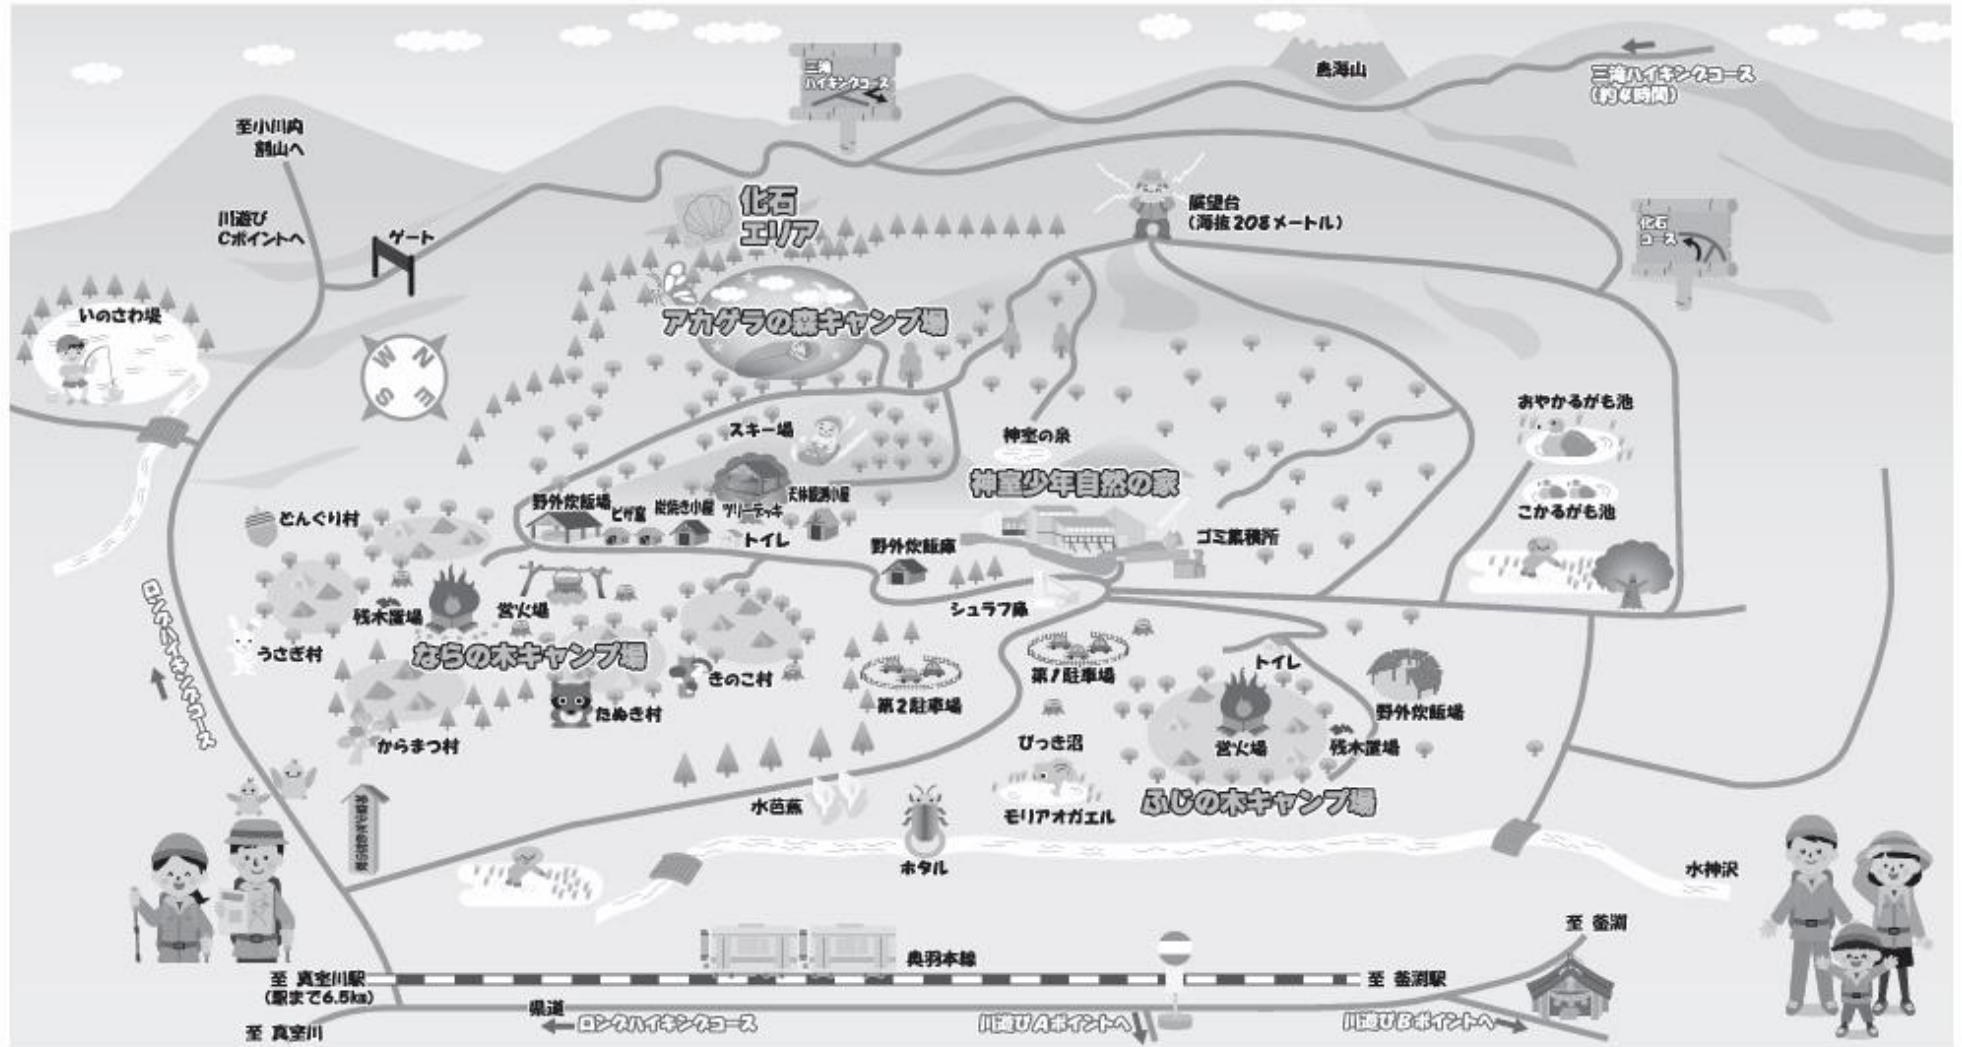 三滝
ハイキングコース
鳥海山
三滝ハイキングコース
(約4時間)
至小川内
割山へ
川遊び
Cポイントへ
ゲート
化石
エリア
展望台
(海抜208メートル)
化石
コース
いのさわ堤
アカゲラの森キャンプ場
W
N
S
E
スキー場
神室の泉
おやかるがも池
こかるがも池
神室少年自然の家
野外炊飯場
ピザ窯
炭焼き小屋
ツリーデッキ
天体観測小屋
トイレ
どんぐり村
野外炊飯庫
ゴミ集積所
シュラフ庫
残木置場
営火場
うさぎ村
ならの木キャンプ場
きのこ村
たぬき村
からまつ村
ロングハイキングコース
第2駐車場
第1駐車場
トイレ
野外炊飯場
営火場
残木置場
びっき沼
モリアオガエル
ふじの木キャンプ場
水芭蕉
ホタル
水神沢
至 釜淵
奥羽本線
至 真室川駅
(駅まで6.5km)
至 釜淵駅
県道
ロングハイキングコース
川遊びAポイントへ
川遊びBポイントへ
至 真室川